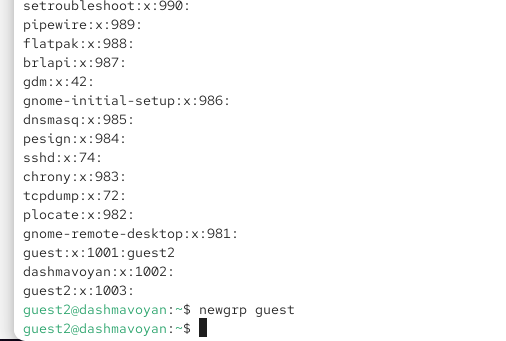 setroubleshoot:x:990:
pipewire:x:989:
flatpak:x:988:
brlapi:x:987:
gdm:x:42:
gnome-initial-setup:x:986:
dnsmasq:x:985:
pesign:x:984:
sshd:x:74:
chrony:x:983:
tcpdump:x:72:
plocate:x:982:
gnome-remote-desktop:x:981:
guest:x:1001:guest2
dashmavoyan:x:1002:
guest2:x:1003:
guest2@dashmavoyan:~$ newgrp guest
guest2@dashmavoyan:~$